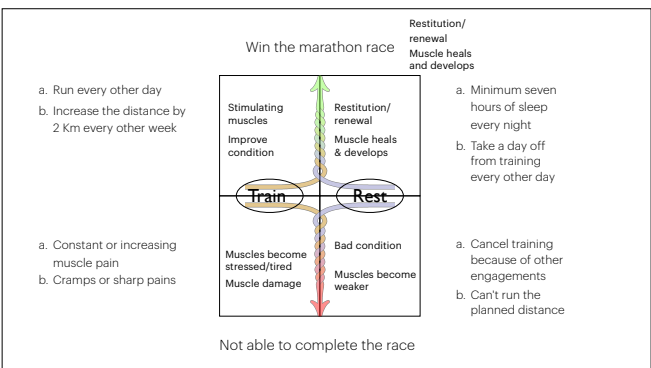 Restitution/
renewal
Muscle heals
and develops
Win the marathon race
a. Run every other day
b. Increase the distance by
2 Km every other week
Stimulating
muscles
Improve
condition
Restitution/
renewal
Muscle heals
& develops
a. Minimum seven
hours of sleep
every night
b. Take a day off
from training
every other day
Train
Rest
a. Constant or increasing
muscle pain
b. Cramps or sharp pains
Muscles become
stressed/tired
Muscle damage
Bad condition
Muscles become
weaker
a. Cancel training
because of other
engagements
b. Can't run the
planned distance
Not able to complete the race